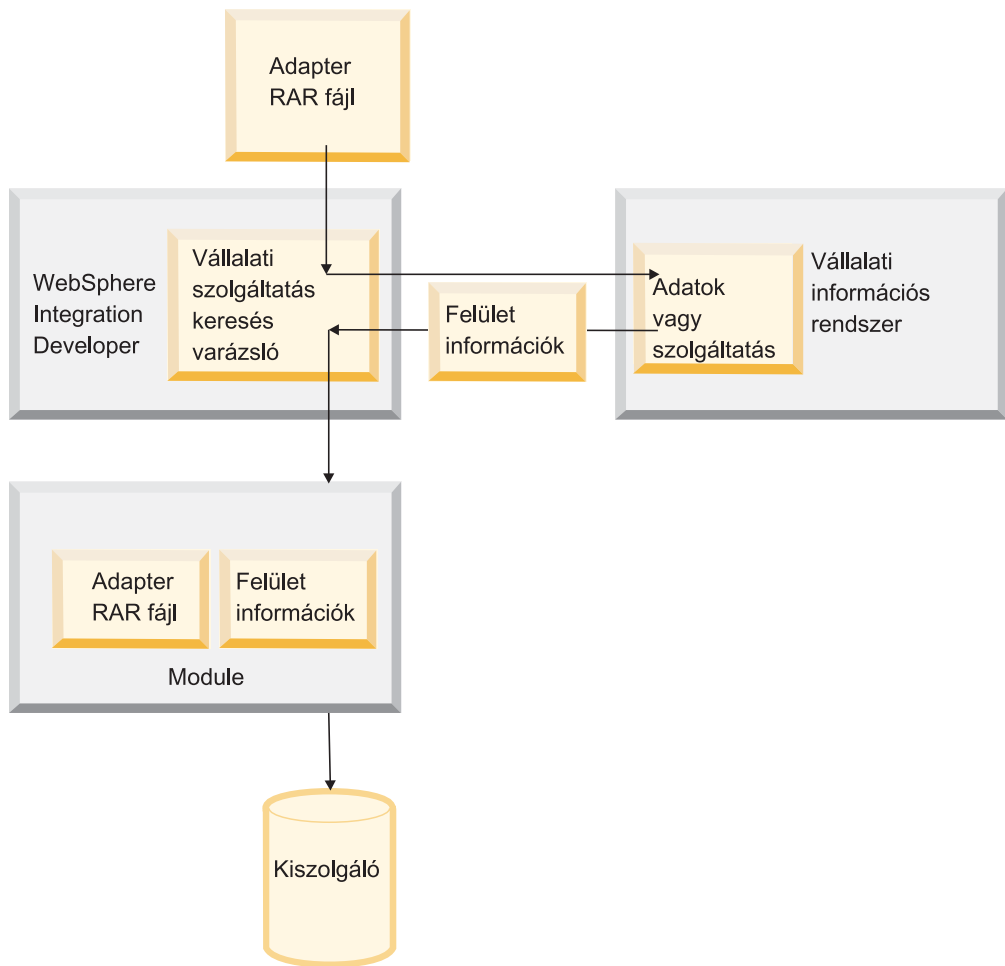 Adapter
RAR fájl
WebSphere
Integration
Developer
Vállalati
szolgáltatás
keresés
varázsló
Felület
információk
Adatok
vagy
szolgáltatás
Vállalati
információs
rendszer
Adapter
RAR fájl
Felület
információk
Module
Kiszolgáló